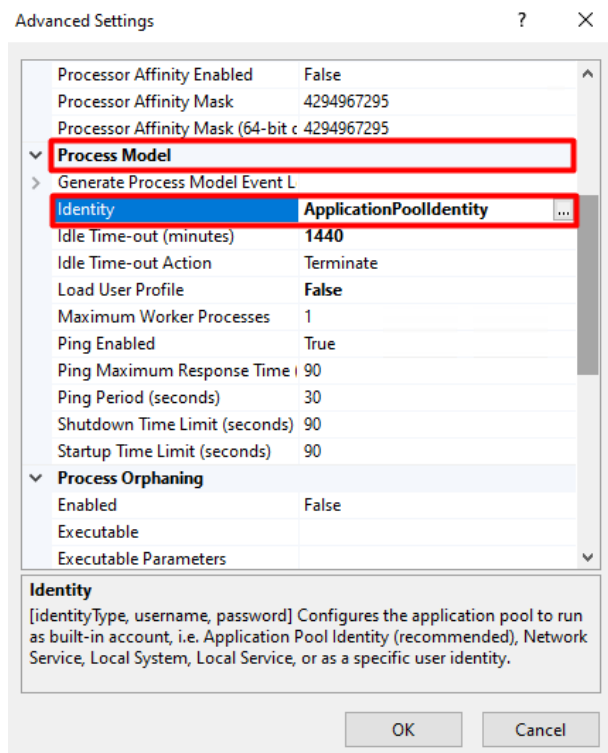 Advanced Settings ? ×
Processor Affinity Enabled False
Processor Affinity Mask 4294967295
Processor Affinity Mask (64-bit c 4294967295
Process Model
Generate Process Model Event L
Identity ApplicationPoolIdentity ...
Idle Time-out (minutes) 1440
Idle Time-out Action Terminate
Load User Profile False
Maximum Worker Processes 1
Ping Enabled True
Ping Maximum Response Time ( 90
Ping Period (seconds) 30
Shutdown Time Limit (seconds) 90
Startup Time Limit (seconds) 90
Process Orphaning
Enabled False
Executable
Executable Parameters
Identity
[identityType, username, password] Configures the application pool to run
as built-in account, i.e. Application Pool Identity (recommended), Network
Service, Local System, Local Service, or as a specific user identity.
OK Cancel